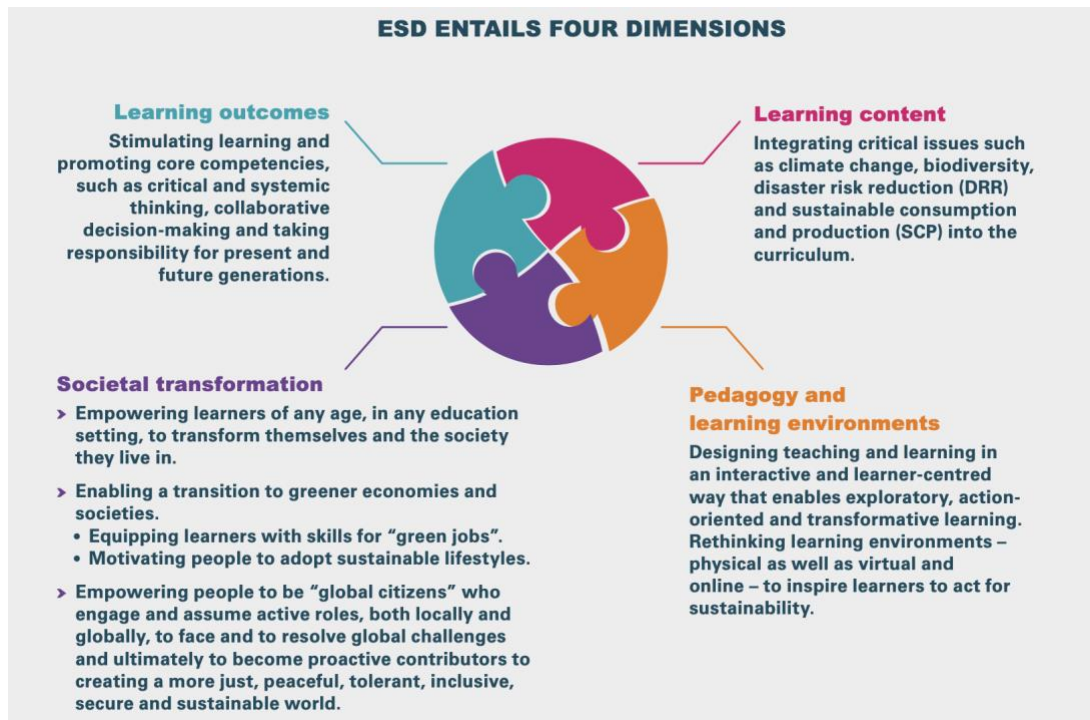 ESD ENTAILS FOUR DIMENSIONS
Learning outcomes
Stimulating learning and
promoting core competencies,
such as critical and systemic
thinking, collaborative
decision-making and taking
responsibility for present and
future generations.
Learning content
Integrating critical issues such
as climate change, biodiversity,
disaster risk reduction (DRR)
and sustainable consumption
and production (SCP) into the
curriculum.
Societal transformation
› Empowering learners of any age, in any education
setting, to transform themselves and the society
they live in.
› Enabling a transition to greener economies and
societies.
• Equipping learners with skills for “green jobs”.
• Motivating people to adopt sustainable lifestyles.
› Empowering people to be “global citizens” who
engage and assume active roles, both locally and
globally, to face and to resolve global challenges
and ultimately to become proactive contributors to
creating a more just, peaceful, tolerant, inclusive,
secure and sustainable world.
Pedagogy and
learning environments
Designing teaching and learning in
an interactive and learner-centred
way that enables exploratory, action-
oriented and transformative learning.
Rethinking learning environments –
physical as well as virtual and
online – to inspire learners to act for
sustainability.